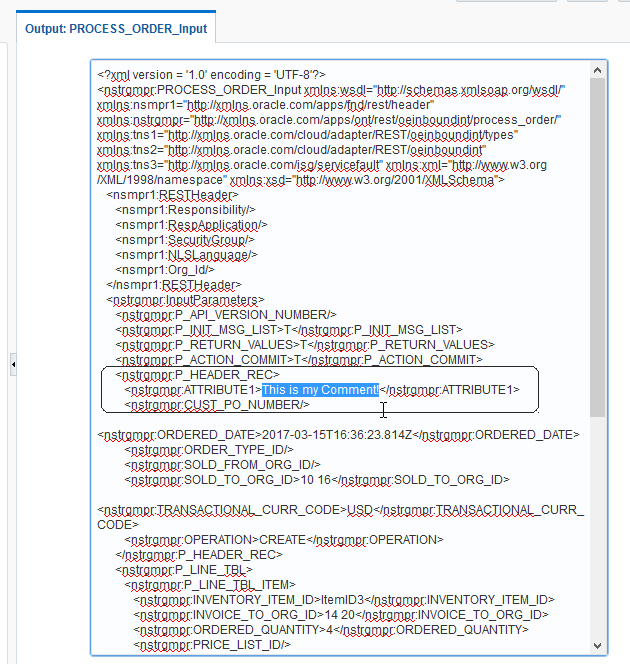 Output: PROCESS_ORDER_Input
<?xml version = '1.0' encoding = 'UTF-8'?>
<nstrgmpr:PROCESS_ORDER_Input xmlns:wsdl="http://schemas.xmlsoap.org/wsdl/"
xmlns:nsmpr1="http://xmlns.oracle.com/apps/fnd/rest/header"
xmlns:nstrgmpr="http://xmlns.oracle.com/apps/ont/rest/oeinboundint/process_order/"
xmlns:tns1="http://xmlns.oracle.com/cloud/adapter/REST/oeinboundint/types"
xmlns:tns2="http://xmlns.oracle.com/cloud/adapter/REST/oeinboundint"
xmlns:tns3="http://xmlns.oracle.com/isg/servicefault" xmlns:xml="http://www.w3.org
/XML/1998/namespace" xmlns:xsd="http://www.w3.org/2001/XMLSchema">
<nsmpr1:RESTHeader>
<nsmpr1:Responsibility/>
<nsmpr1:RespApplication/>
<nsmpr1:SecurityGroup/>
<nsmpr1:NLSLanguage/>
<nsmpr1:Org_Id/>
</nsmpr1:RESTHeader>
<nstrgmpr:InputParameters>
<nstrgmpr:P_API_VERSION_NUMBER/>
<nstrgmpr:P_INIT_MSG_LIST>T</nstrgmpr:P_INIT_MSG_LIST>
<nstrgmpr:P_RETURN_VALUES>T</nstrgmpr:P_RETURN_VALUES>
<nstrgmpr:P_ACTION_COMMIT>T</nstrgmpr:P_ACTION_COMMIT>
<nstrgmpr:P_HEADER_REC>
<nstrgmpr:ATTRIBUTE1>This is my Comment!</nstrgmpr:ATTRIBUTE1>
<nstrgmpr:CUST_PO_NUMBER/>
<nstrgmpr:ORDERED_DATE>2017-03-15T16:36:23.814Z</nstrgmpr:ORDERED_DATE>
<nstrgmpr:ORDER_TYPE_ID/>
<nstrgmpr:SOLD_FROM_ORG_ID/>
<nstrgmpr:SOLD_TO_ORG_ID>10 16</nstrgmpr:SOLD_TO_ORG_ID>
<nstrgmpr:TRANSACTIONAL_CURR_CODE>USD</nstrgmpr:TRANSACTIONAL_CURR_
CODE>
<nstrgmpr:OPERATION>CREATE</nstrgmpr:OPERATION>
</nstrgmpr:P_HEADER_REC>
<nstrgmpr:P_LINE_TBL>
<nstrgmpr:P_LINE_TBL_ITEM>
<nstrgmpr:INVENTORY_ITEM_ID>ItemID3</nstrgmpr:INVENTORY_ITEM_ID>
<nstrgmpr:INVOICE_TO_ORG_ID>14 20</nstrgmpr:INVOICE_TO_ORG_ID>
<nstrgmpr:ORDERED_QUANTITY>4</nstrgmpr:ORDERED_QUANTITY>
<nstrgmpr:PRICE_LIST_ID/>